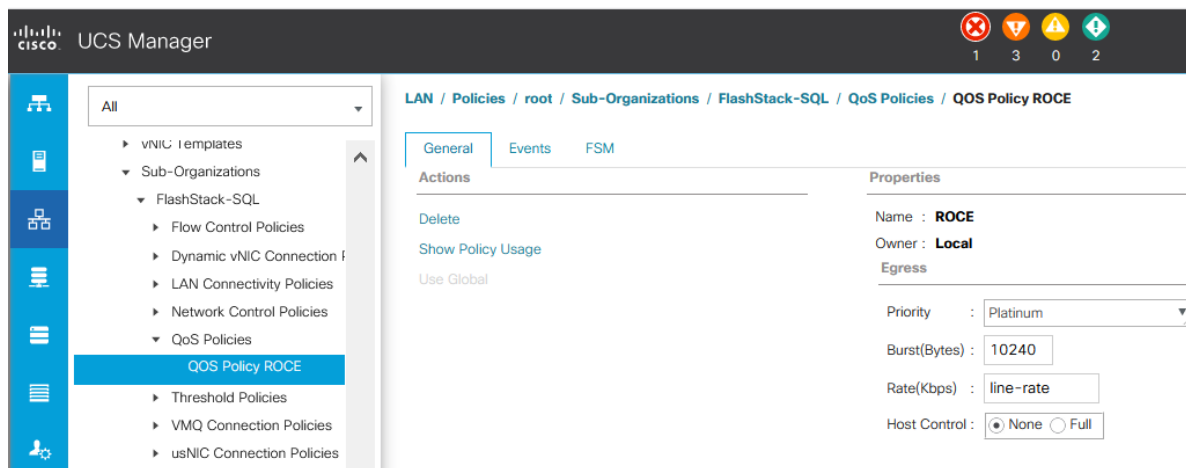 cisco. UCS Manager
1 3 0 2
All
vNIC Templates
Sub-Organizations
FlashStack-SQL
Flow Control Policies
Dynamic vNIC Connection P
LAN Connectivity Policies
Network Control Policies
QoS Policies
QOS Policy ROCE
Threshold Policies
VMQ Connection Policies
usNIC Connection Policies
LAN / Policies / root / Sub-Organizations / FlashStack-SQL / QoS Policies / QOS Policy ROCE
General Events FSM
Actions
Delete
Show Policy Usage
Use Global
Properties
Name : ROCE
Owner : Local
Egress
Priority : Platinum
Burst(Bytes) : 10240
Rate(Kbps) : line-rate
Host Control : None Full